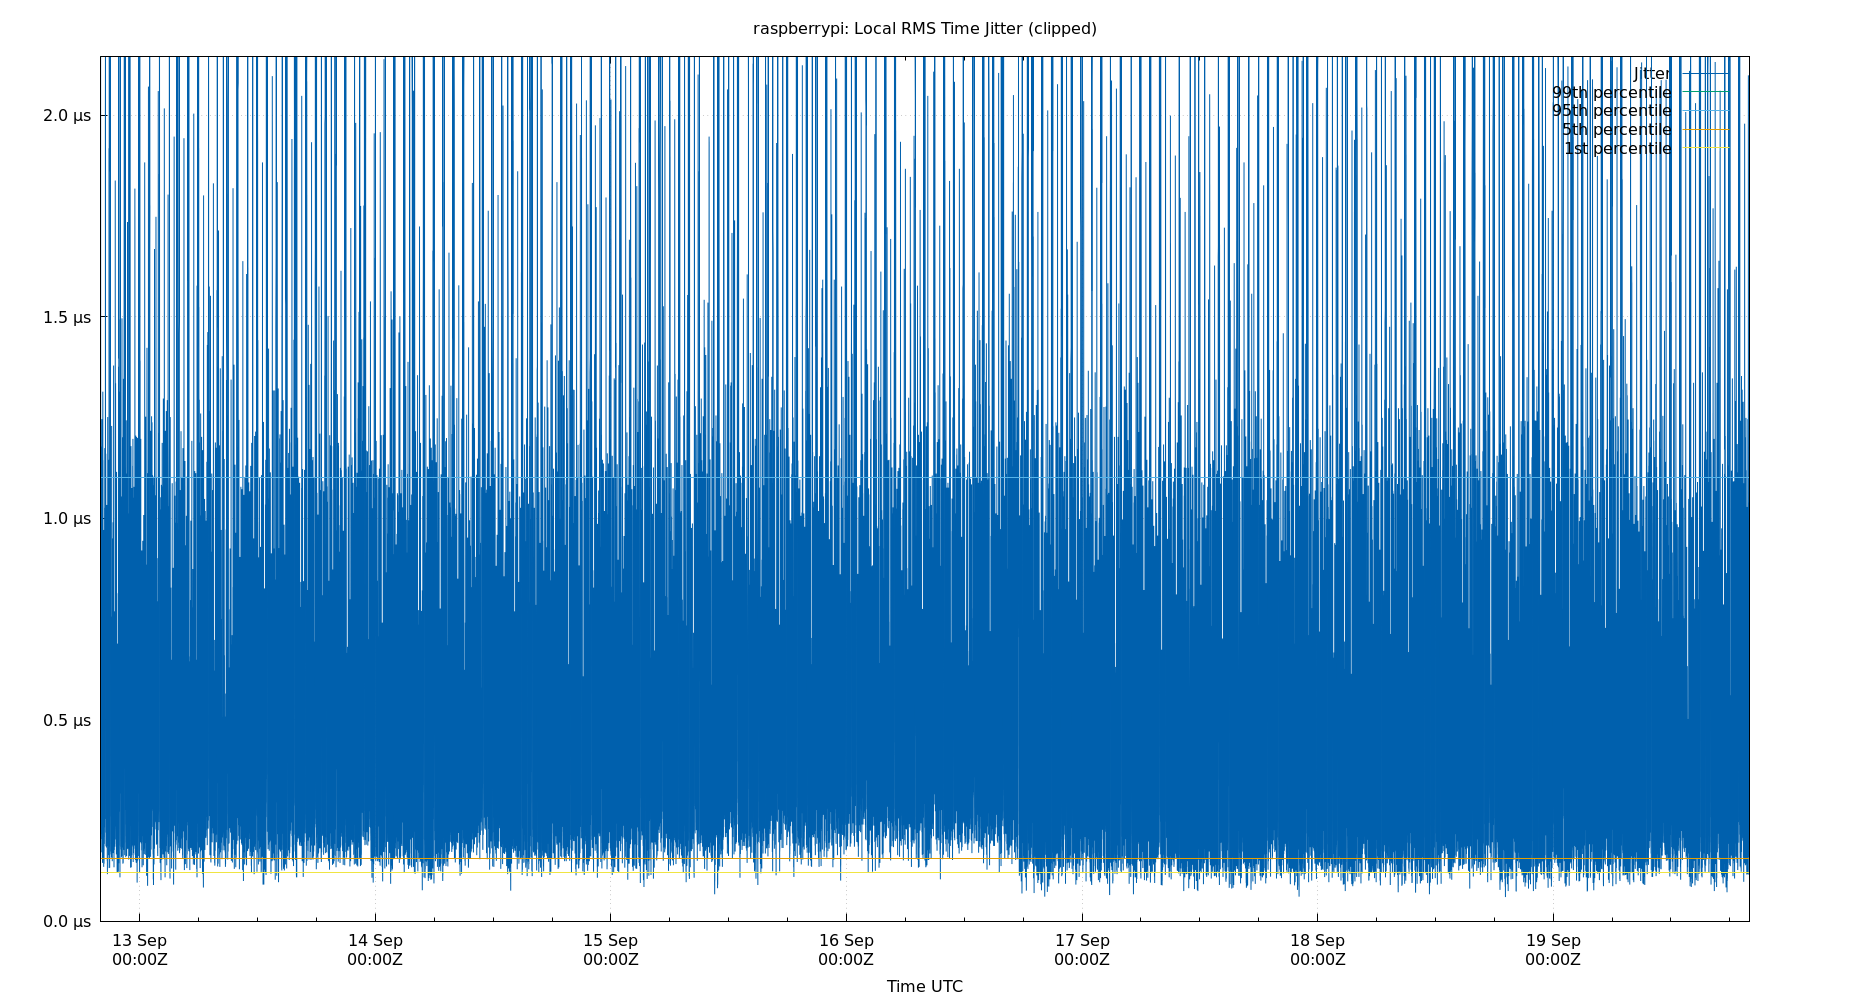 raspberrypi: Local RMS Time Jitter (clipped)
Jitter
99th percentile
95th percentile
5th percentile
1st percentile
2.0 µs
1.5 µs
1.0 µs
0.5 µs
0.0 µs
13 Sep 14 Sep 15 Sep 16 Sep 17 Sep 18 Sep 19 Sep
00:00Z 00:00Z 00:00Z 00:00Z 00:00Z 00:00Z 00:00Z
Time UTC